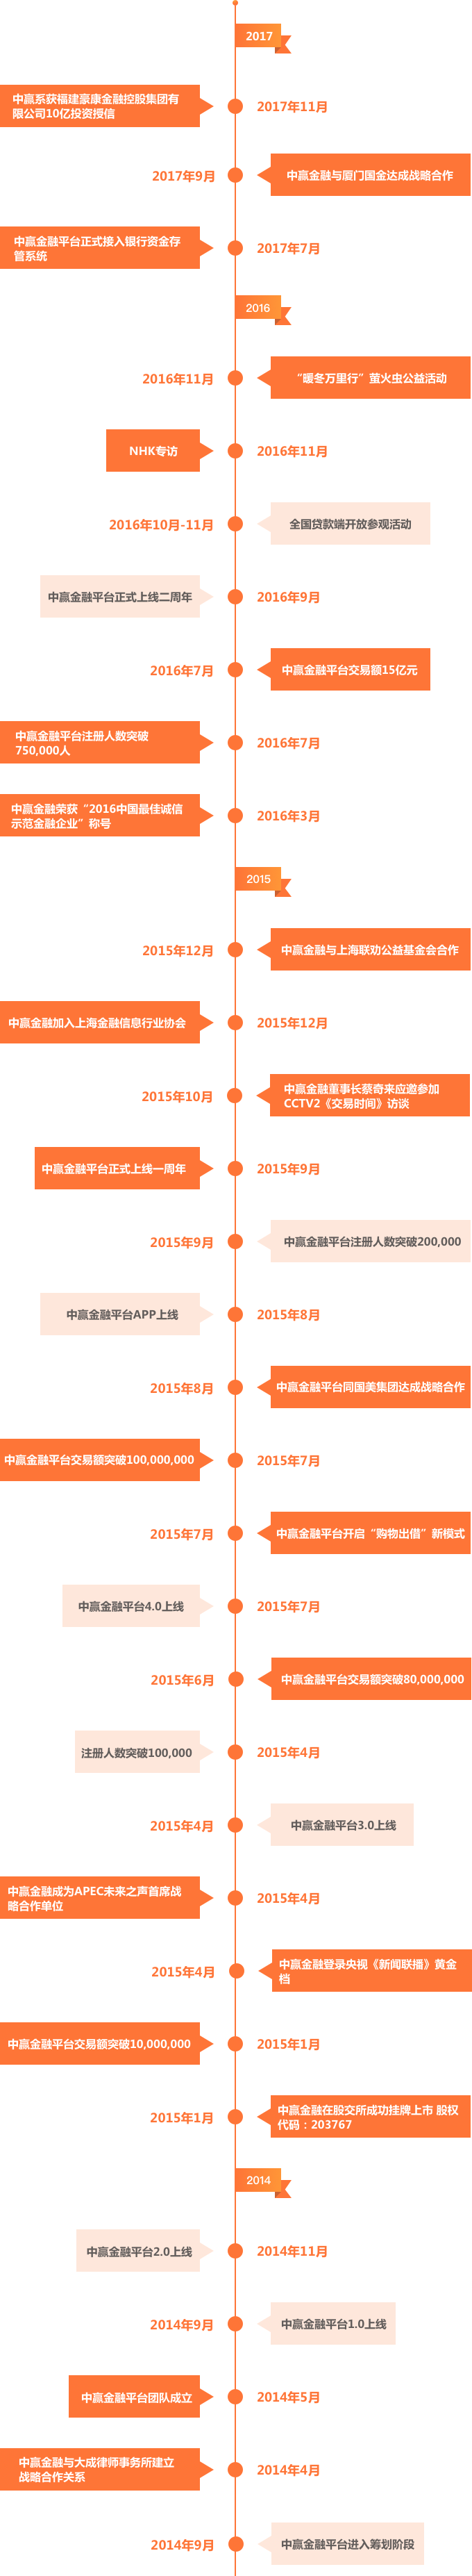 2017
中赢系获福建豪康金融控股集团有
限公司10亿投资授信
2017年11月
2017年9月
中赢金融与厦门国金达成战略合作
中赢金融平台正式接入银行资金存
管系统
2017年7月
2016
2016年11月
“暖冬万里行”萤火虫公益活动
NHK专访
2016年11月
2016年10月-11月
全国贷款端开放参观活动
中赢金融平台正式上线二周年
2016年9月
2016年7月
中赢金融平台交易额15亿元
中赢金融平台注册人数突破
750,000人
2016年7月
中赢金融荣获“2016中国最佳诚信
示范金融企业”称号
2016年3月
2015
2015年12月
中赢金融与上海联劝公益基金会合作
中赢金融加入上海金融信息行业协会
2015年12月
2015年10月
中赢金融董事长蔡奇来应邀参加
CCTV2《交易时间》访谈
中赢金融平台正式上线一周年
2015年9月
2015年9月
中赢金融平台注册人数突破200,000
中赢金融平台APP上线
2015年8月
2015年8月
中赢金融平台同国美集团达成战略合作
中赢金融平台交易额突破100,000,000
2015年7月
2015年7月
中赢金融平台开启“购物出借”新模式
中赢金融平台4.0上线
2015年7月
2015年6月
中赢金融平台交易额突破80,000,000
注册人数突破100,000
2015年4月
2015年4月
中赢金融平台3.0上线
中赢金融成为APEC未来之声首席战
略合作单位
2015年4月
2015年4月
中赢金融登录央视《新闻联播》黄金
档
中赢金融平台交易额突破10,000,000
2015年1月
2015年1月
中赢金融在股交所成功挂牌上市 股权
代码：203767
2014
中赢金融平台2.0上线
2014年11月
2014年9月
中赢金融平台1.0上线
中赢金融平台团队成立
2014年5月
中赢金融与大成律师事务所建立
战略合作关系
2014年4月
2014年9月
中赢金融平台进入筹划阶段